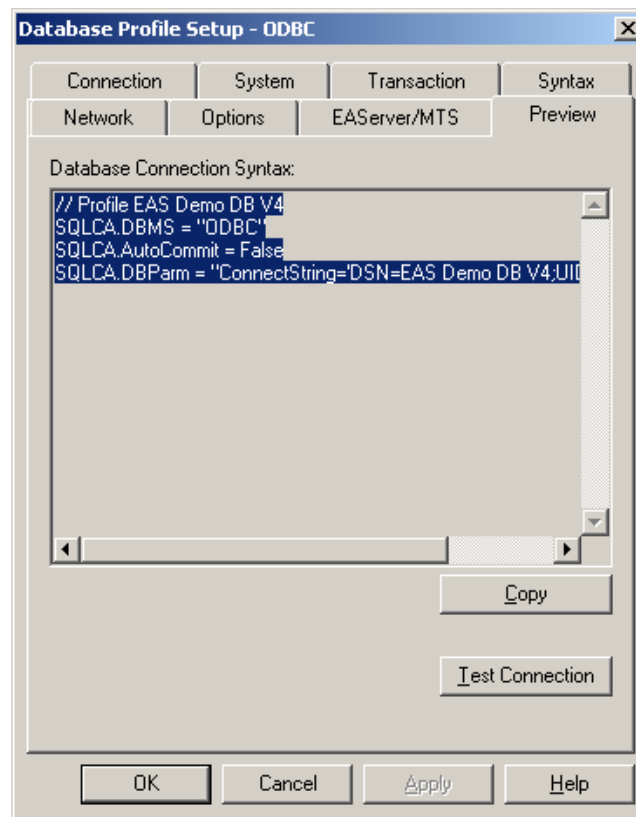 Database Profile Setup - ODBC
Connection System Transaction Syntax
Network Options EAServer/MTS Preview
Database Connection Syntax:
// Profile EAS Demo DB V4
SQLCA.DBMS = "ODBC"
SQLCA.AutoCommit = False
SQLCA.DBParm = "ConnectString='DSN=EAS Demo DB V4;UID
Copy
Test Connection
OK Cancel Apply Help